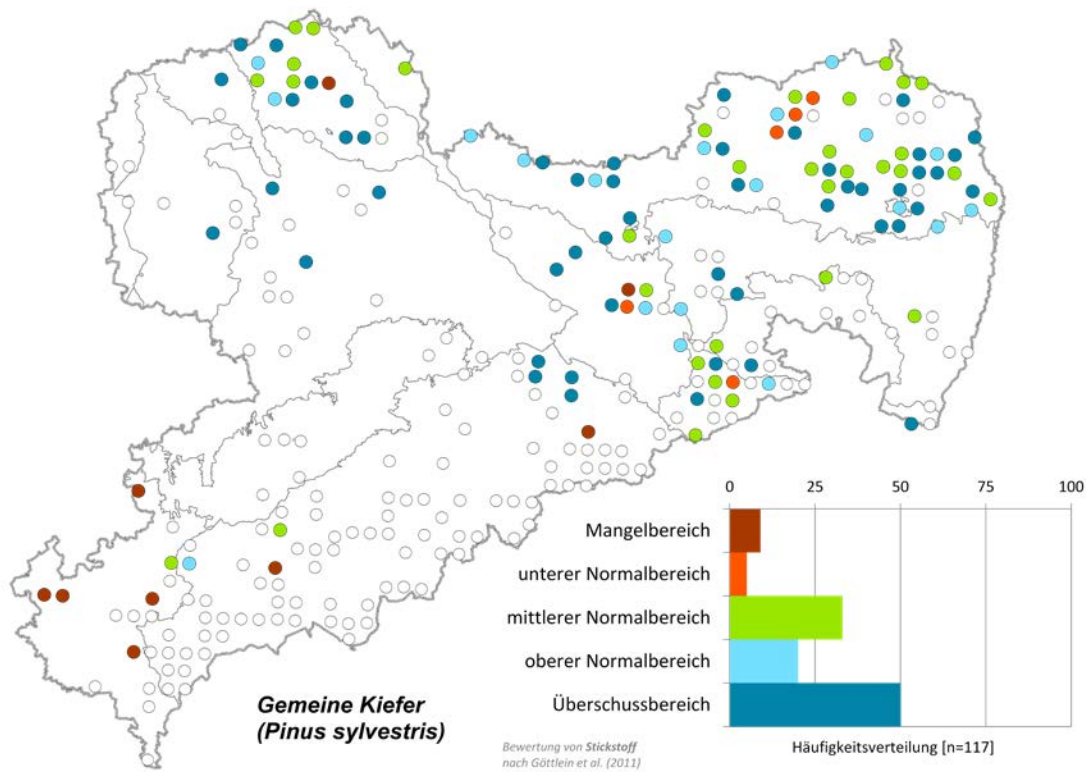 0 25 50 75 100
Mangelbereich
unterer Normalbereich
mittlerer Normalbereich
oberer Normalbereich
Überschussbereich
Häufigkeitsverteilung [n=117]
Gemeine Kiefer
(Pinus sylvestris)
Bewertung von Stickstoff
nach Göttlein et al. (2011)